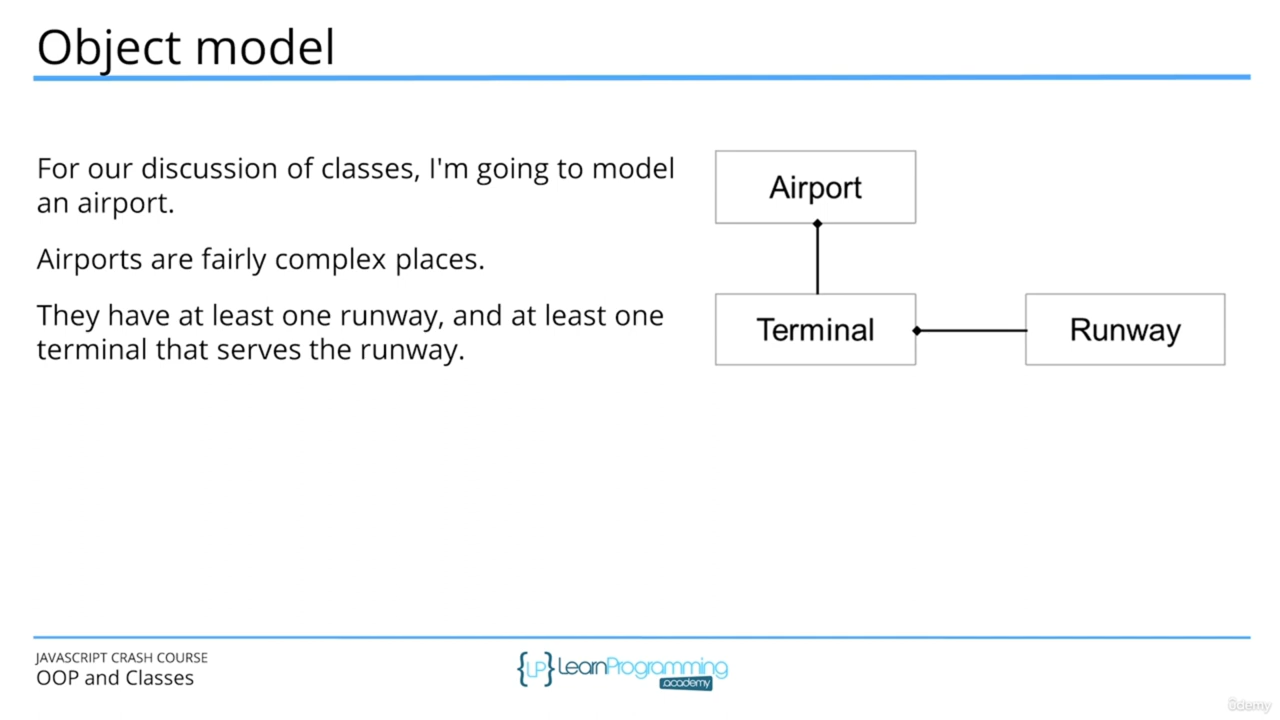 Object model
For our discussion of classes, I'm going to model
an airport.
Airports are fairly complex places.
They have at least one runway, and at least one
terminal that serves the runway.
Airport
Terminal
Runway
JAVASCRIPT CRASH COURSE
OOP and Classes
{LP} LearnProgramming
.academy
ûdemy